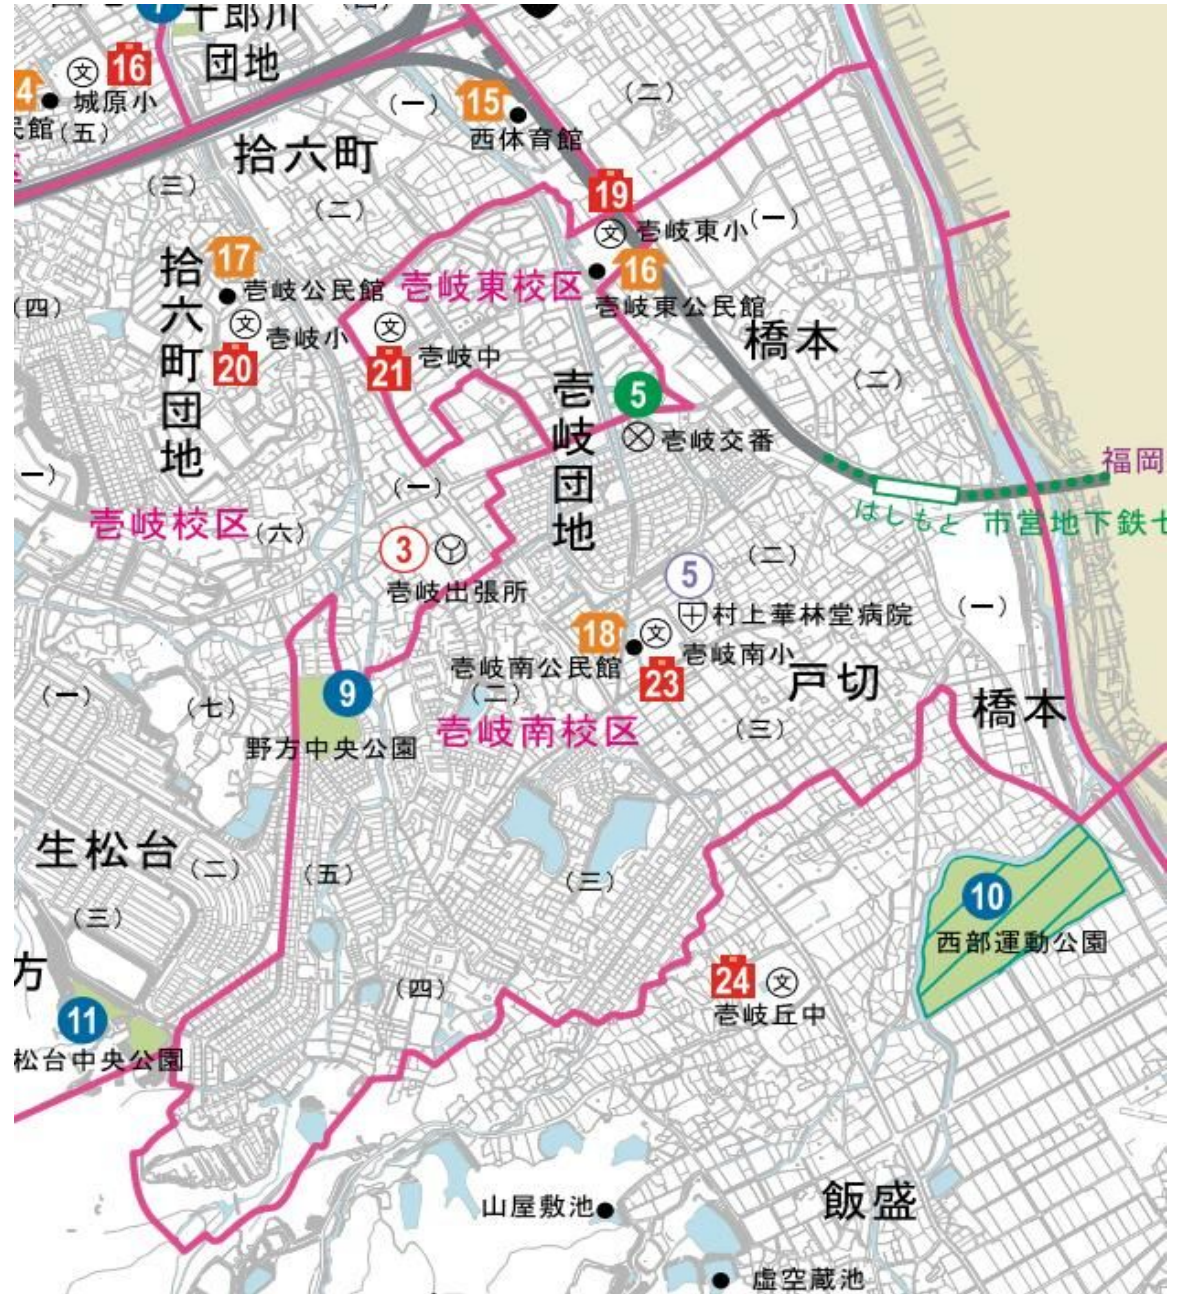 十郎川
団地
16
城原小
4
民館
(五)
(一)
15
西体育館
(二)
拾六町
(三)
(二)
19
壱岐東小
(一)
17
壱岐公民館
壱岐東校区
16
壱岐東公民館
拾六町団地
(四)
文
壱岐小
20
文
壱岐中
21
橋本
(二)
壱岐団地
5
壱岐交番
福岡
はしもと
市営地下鉄七
(一)
(一)
壱岐校区
(六)
3
壱岐出張所
(二)
5
村上華林堂病院
(一)
18
文
壱岐南公民館
壱岐南小
23
戸切
橋本
(一)
(七)
9
野方中央公園
(二)
壱岐南校区
(三)
生松台
(二)
(三)
(五)
(三)
10
西部運動公園
方
11
松台中央公園
(四)
24
文
壱岐丘中
山屋敷池
飯盛
虚空蔵池